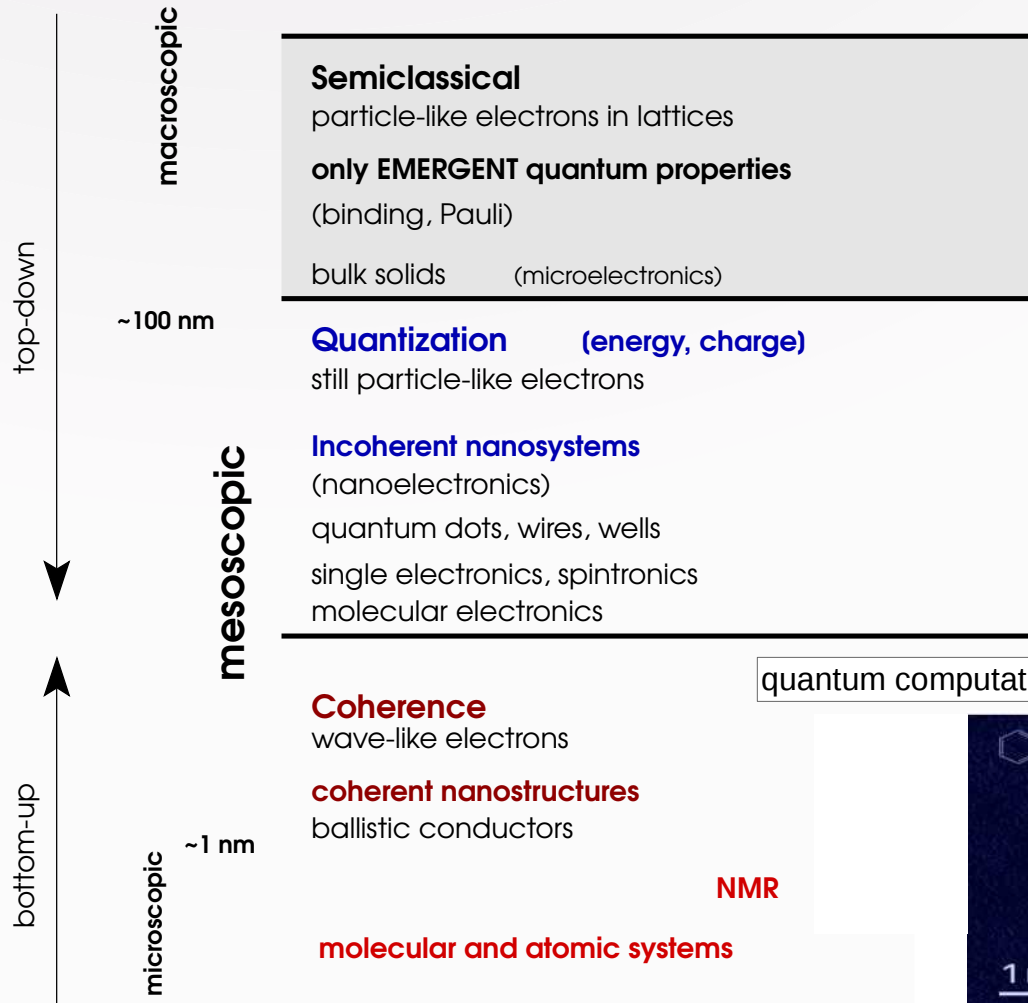 macroscopic
Semiclassical
particle-like electrons in lattices
only EMERGENT quantum properties
(binding, Pauli)
bulk solids (microelectronics)
top-down
~100 nm
Quantization (energy, charge)
still particle-like electrons
mesoscopic
Incoherent nanosystems
(nanoelectronics)
quantum dots, wires, wells
single electronics, spintronics
molecular electronics
quantum computat
Coherence
wave-like electrons
coherent nanostructures
ballistic conductors
bottom-up
~1 nm
microscopic
NMR
molecular and atomic systems
1